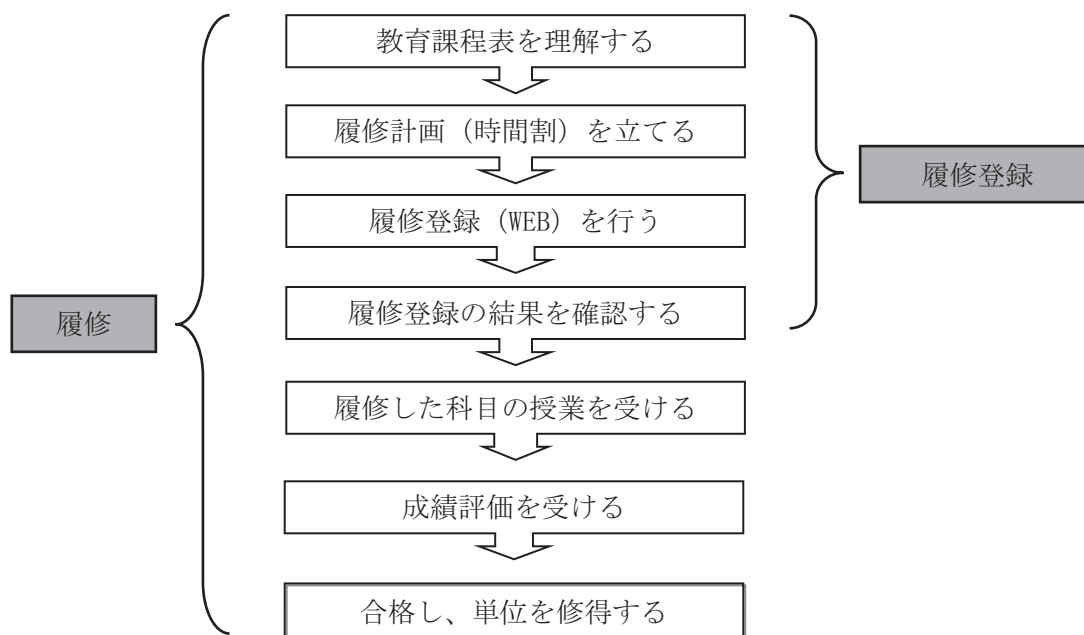 教育課程表を理解する
履修計画（時間割）を立てる
履修登録
履修登録（WEB）を行う
履修
履修登録の結果を確認する
履修した科目の授業を受ける
成績評価を受ける
合格し、単位を修得する